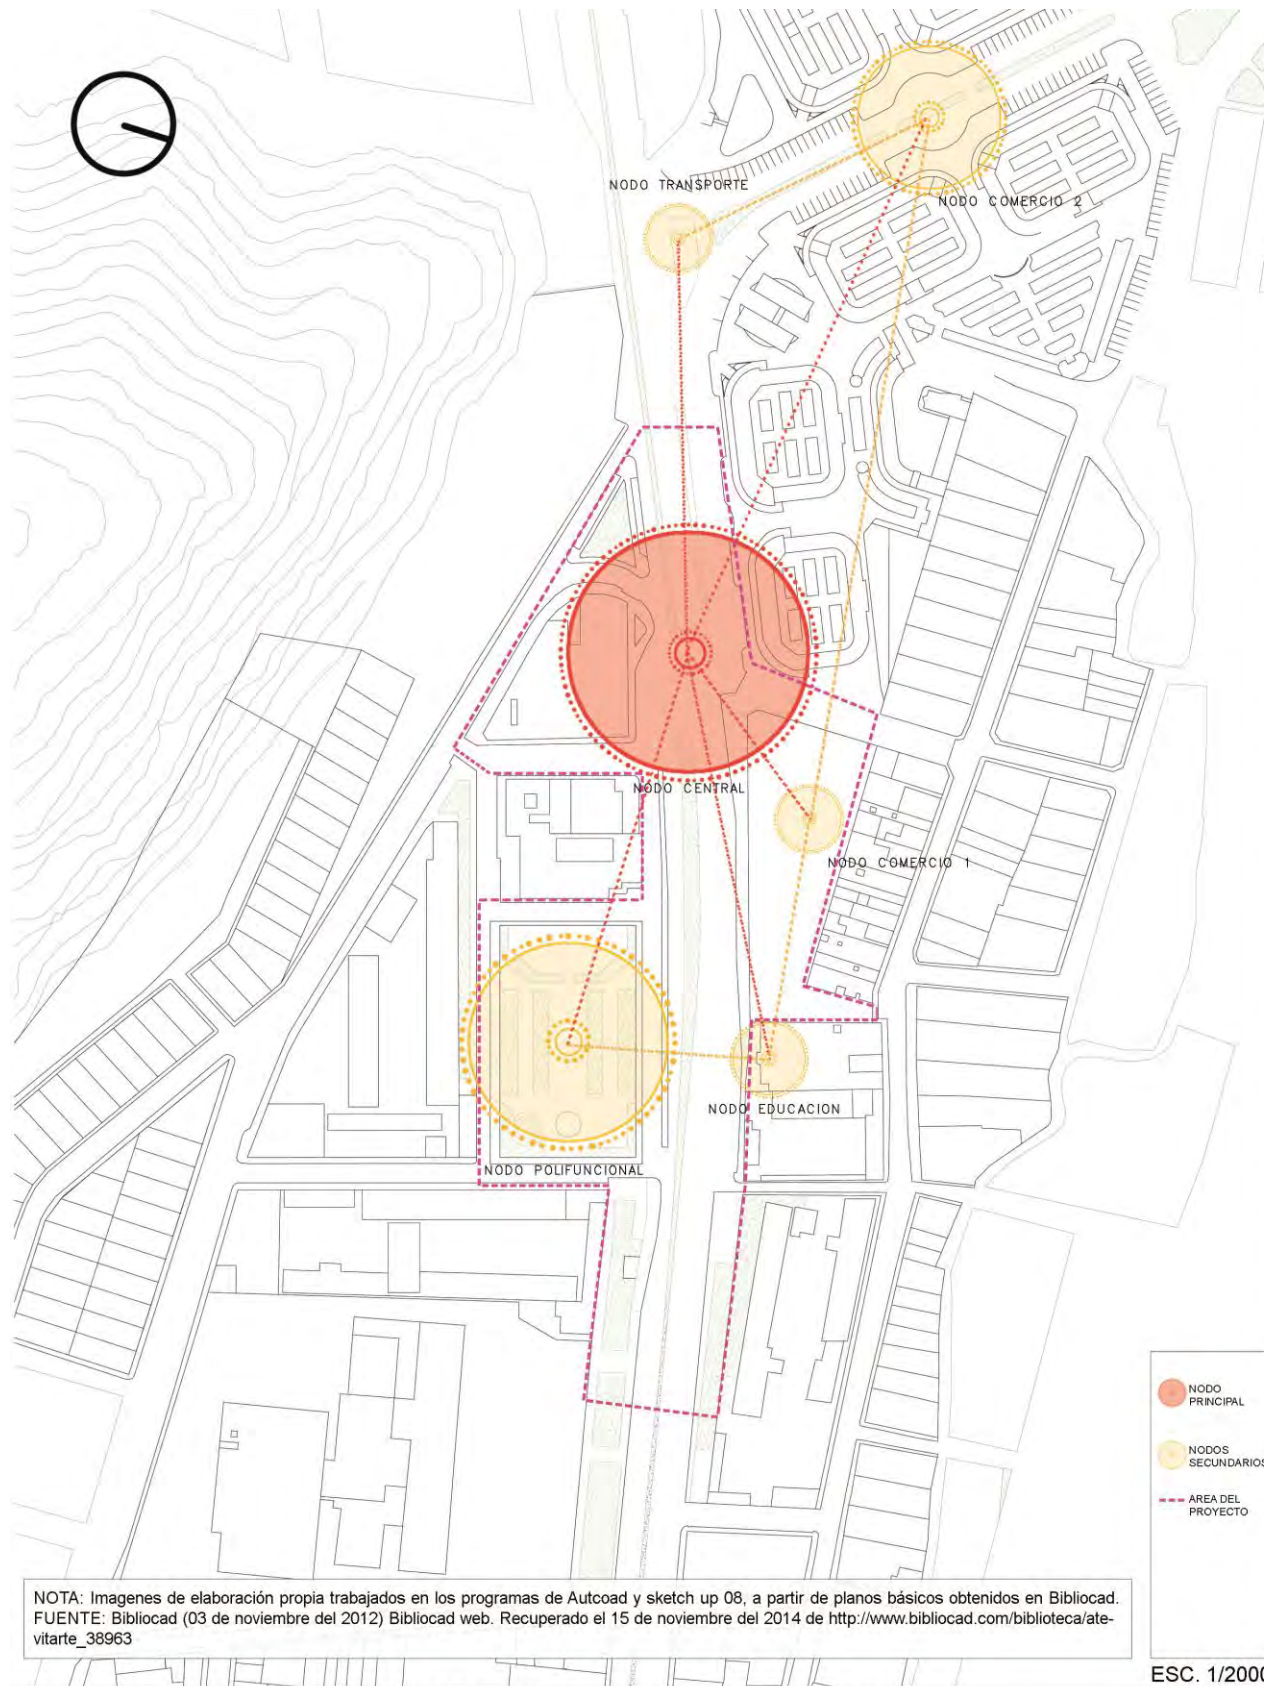 NODO TRANSPORTE
NODO COMERCIO 2
NODO CENTRAL
NODO COMERCIO 1
NODO EDUCACION
NODO POLIFUNCIONAL
NODO
PRINCIPAL
NODOS
SECUNDARIOS
AREA DEL
PROYECTO
NOTA: Imagenes de elaboración propia trabajados en los programas de Autocad y sketch up 08, a partir de planos básicos obtenidos en Bibliocad.
FUENTE: Bibliocad (03 de noviembre del 2012) Bibliocad web. Recuperado el 15 de noviembre del 2014 de http://www.bibliocad.com/biblioteca/ate-
vitarte_38963
ESC. 1/2000